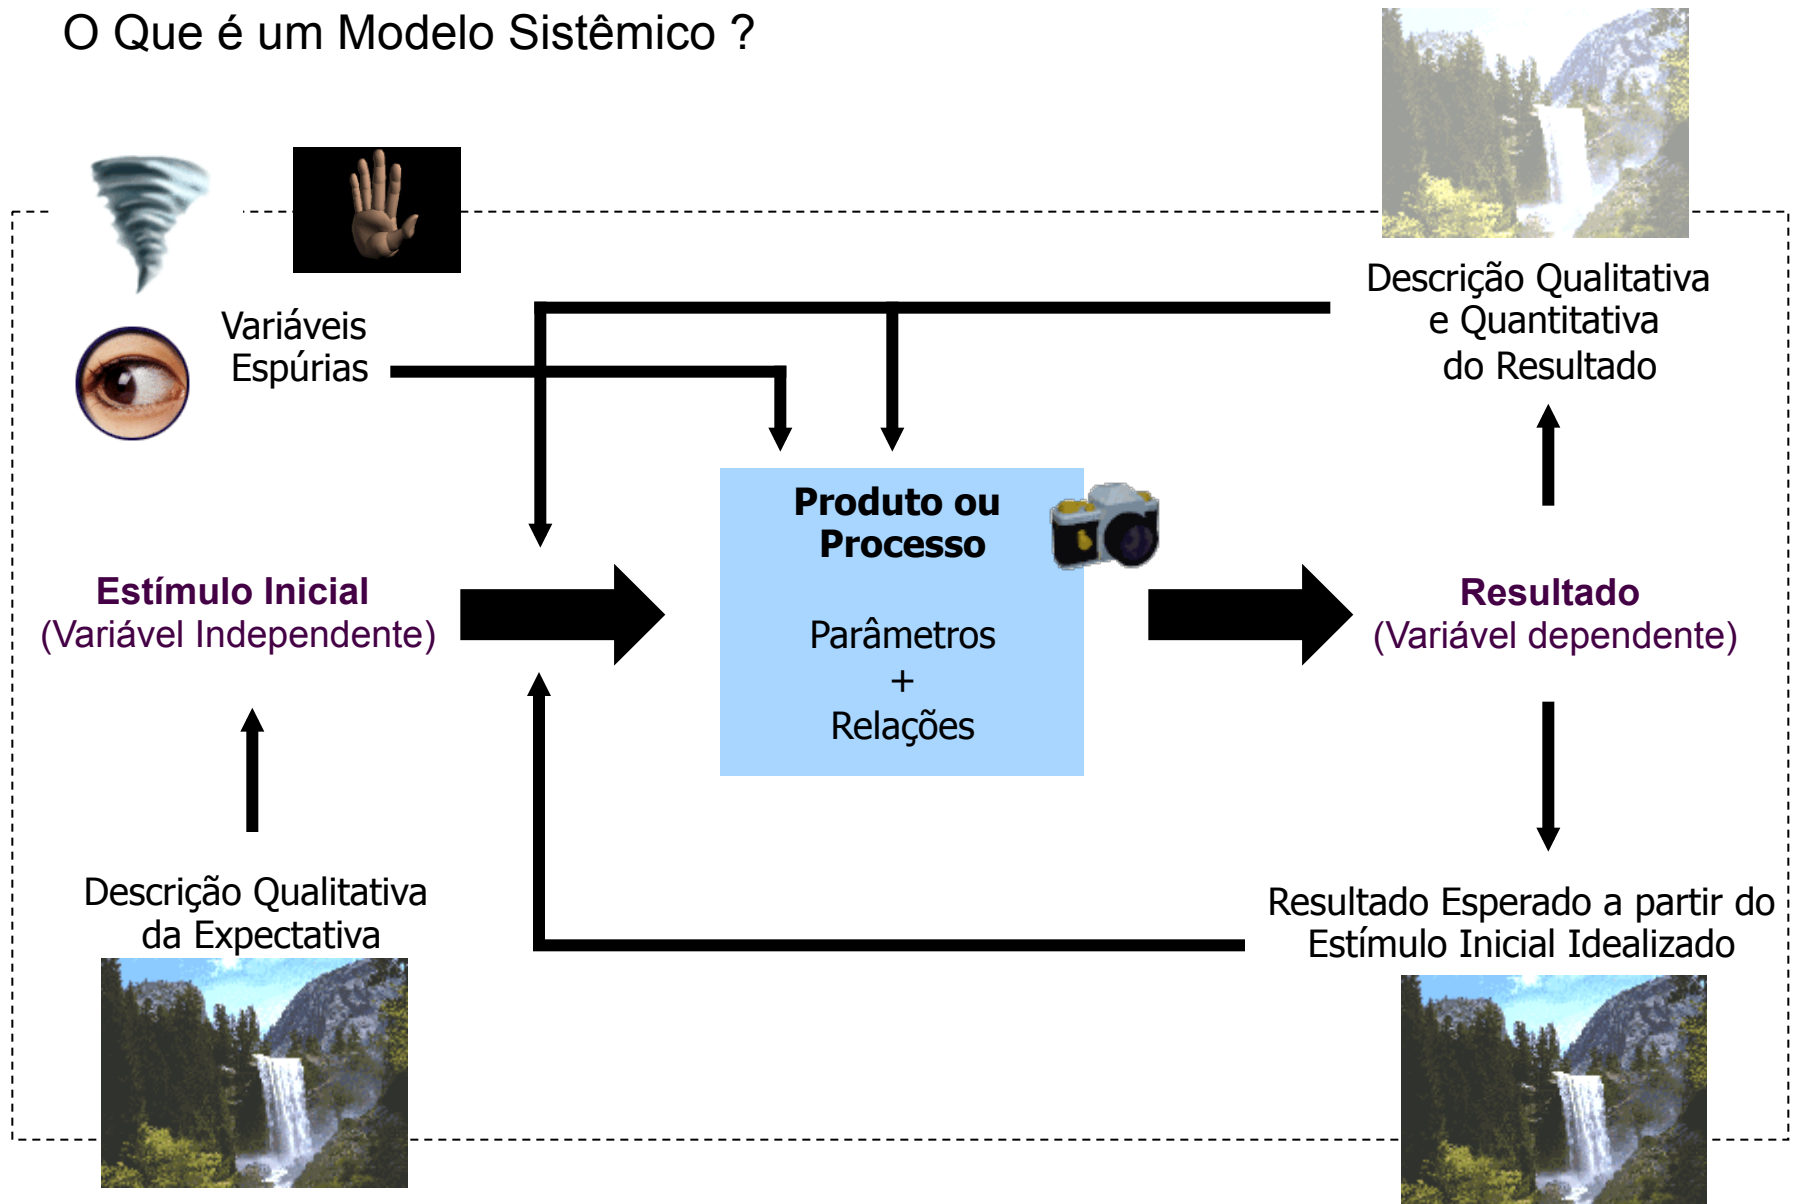 O Que é um Modelo Sistêmico ?
Variáveis
Espúrias
Descrição Qualitativa
e Quantitativa
do Resultado
Produto ou
Processo
Parâmetros
+
Relações
Estímulo Inicial
(Variável Independente)
Resultado
(Variável dependente)
Descrição Qualitativa
da Expectativa
Resultado Esperado a partir do
Estímulo Inicial Idealizado